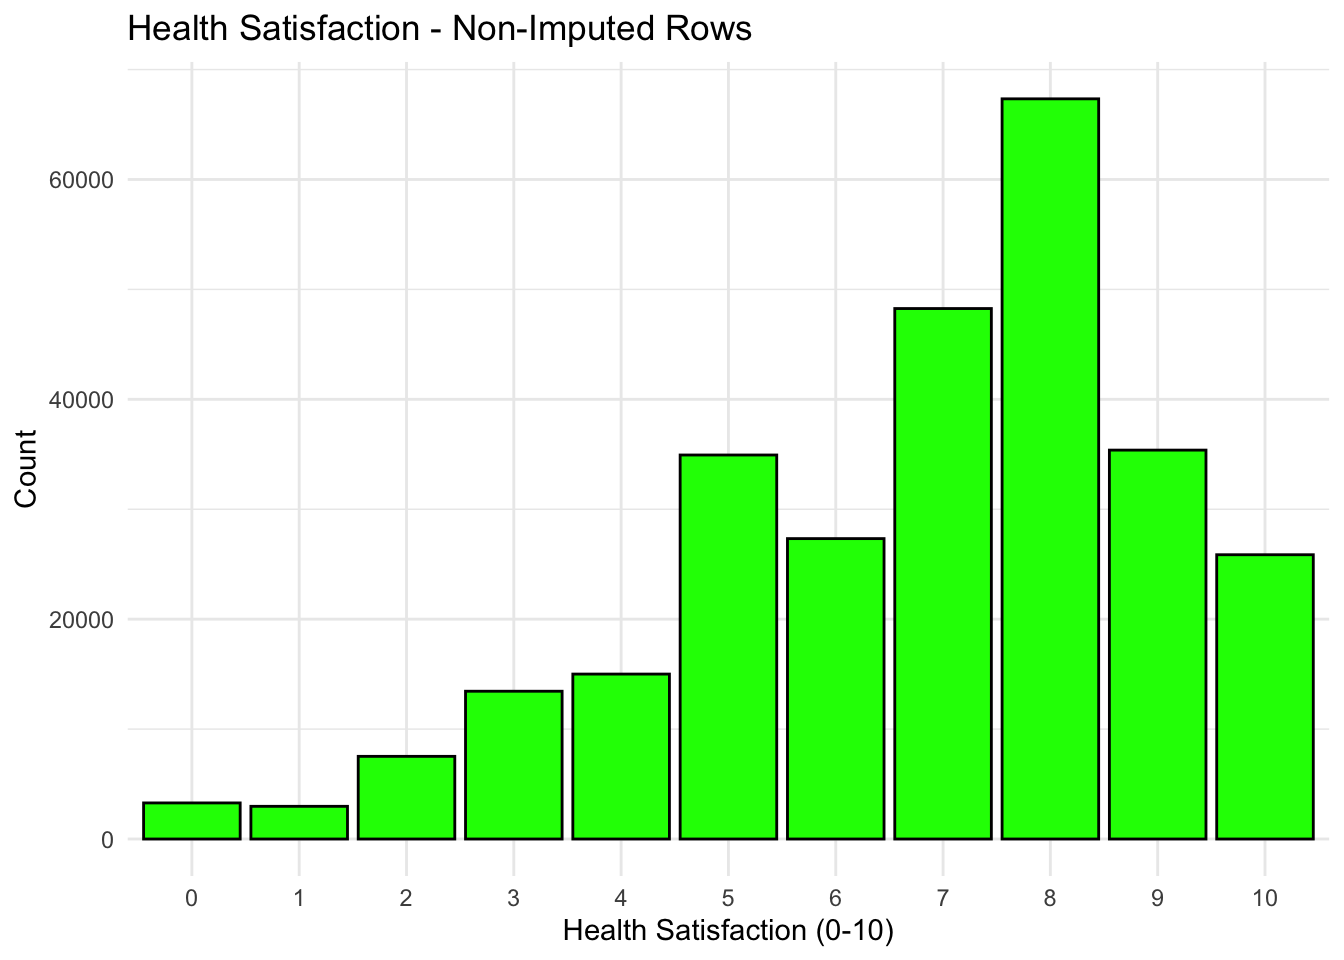 Health Satisfaction - Non-Imputed Rows
60000
40000
20000
0
Count
0 1 2 3 4 5 6 7 8 9 10
Health Satisfaction (0-10)